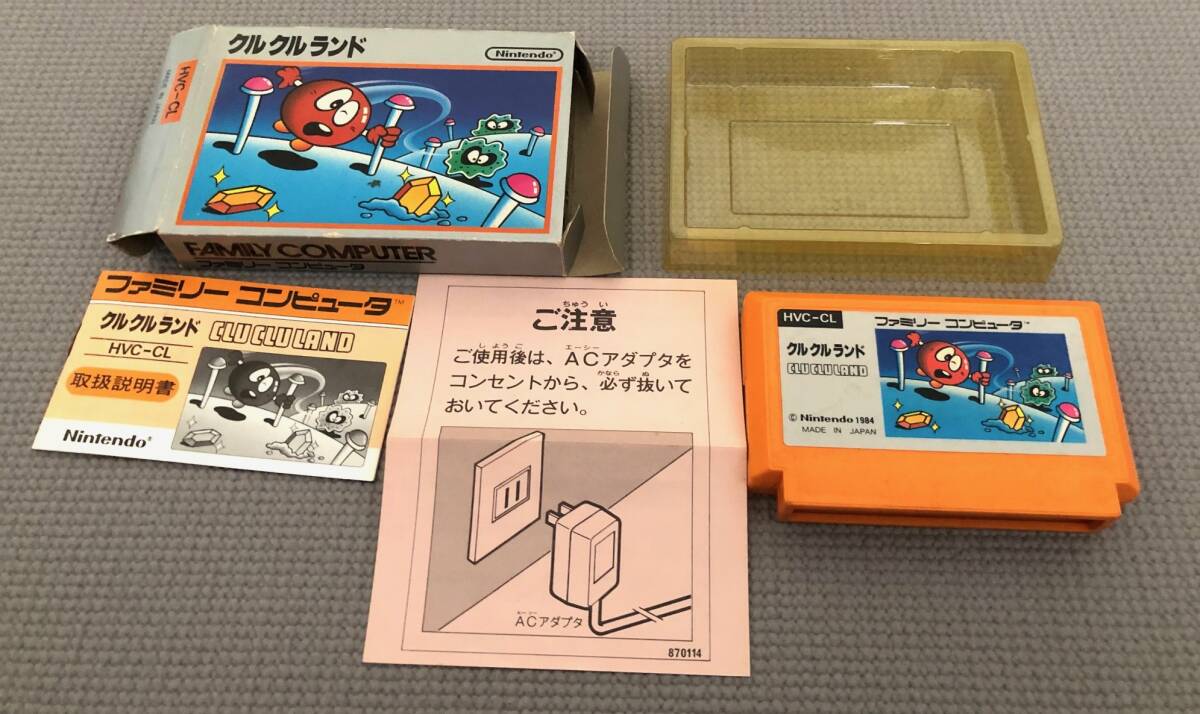 クルクルランド
Nintendo®
HVC-CL
MADE IN JAPAN
FAMILY COMPUTER
ファミリー コンピュータ
ファミリー コンピュータ™
クルクルランド
CLU CLU LAND
HVC-CL
取扱説明書
Nintendo®
ちゅうい
ご注意
しようご
エーシー
ご使用後は、ACアダプタを
かなら ぬ
コンセントから、必ず抜いて
おいてください。
エーシー
ACアダプタ
870114
HVC-CL
ファミリー コンピュータ™
クルクルランド
CLU CLU LAND
© Nintendo 1984
MADE IN JAPAN